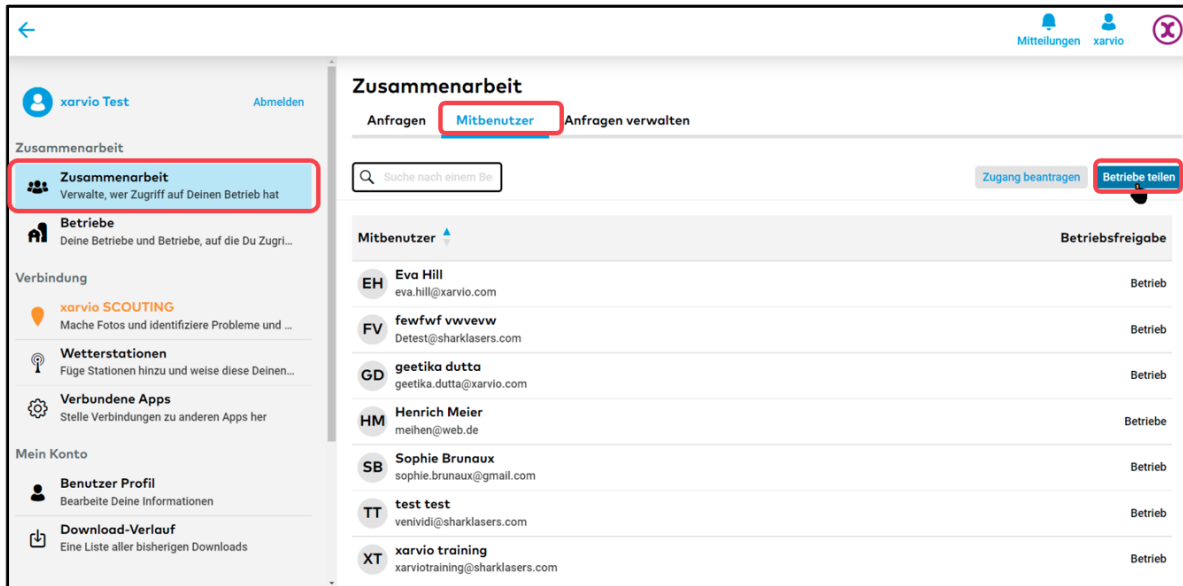 Mitteilungen xarvio
xarvio Test Abmelden
Zusammenarbeit
Zusammenarbeit
Verwalte, wer Zugriff auf Deinen Betrieb hat
Betriebe
Deine Betriebe und Betriebe, auf die Du Zugri...
Verbindung
xarvio SCOUTING
Mache Fotos und identifiziere Probleme und ...
Wetterstationen
Füge Stationen hinzu und weise diese Deinen...
Verbundene Apps
Stelle Verbindungen zu anderen Apps her
Mein Konto
Benutzer Profil
Bearbeite Deine Informationen
Download-Verlauf
Eine Liste aller bisherigen Downloads
Zusammenarbeit
Anfragen Mitbenutzer Anfragen verwalten
Suche nach einem Be
Zugang beantragen Betriebe teilen
Mitbenutzer Betriebsfreigabe
EH Eva Hill
eva.hill@xarvio.com Betrieb
FV fewfwf vwvevw
Detest@sharklasers.com Betrieb
GD geetika dutta
geetika.dutta@xarvio.com Betrieb
HM Henrich Meier
meihen@web.de Betriebe
SB Sophie Brunaux
sophie.brunaux@gmail.com Betrieb
TT test test
venividi@sharklasers.com Betrieb
XT xarvio training
xarviotraining@sharklasers.com Betrieb